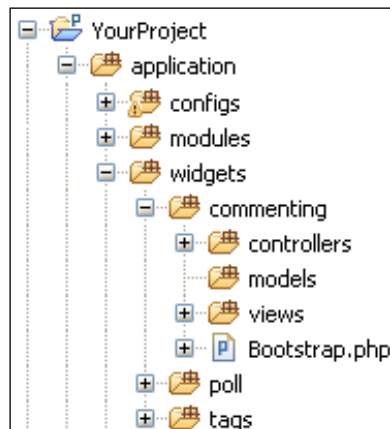 YourProject
application
configs
modules
widgets
commenting
controllers
models
views
Bootstrap.php
poll
tags